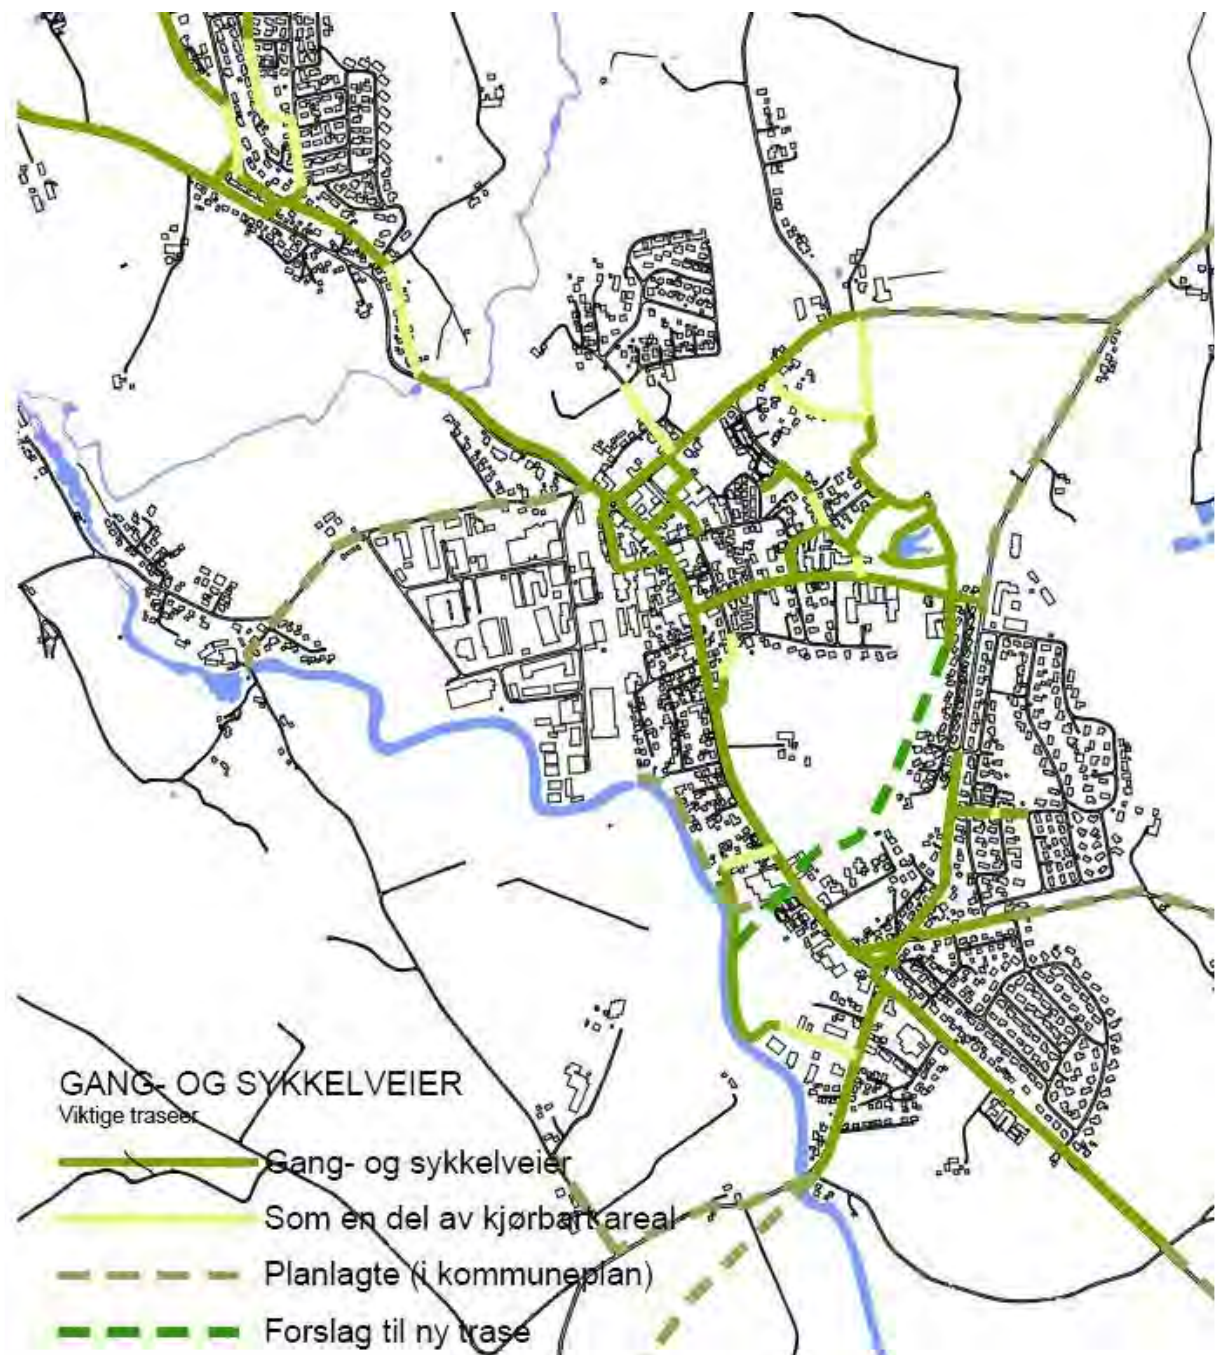 GANG- OG SYKKELVEIER
Viktige traseer
Gang- og sykkelveier
Som en del av kjørbart areal
Planlagte (i kommuneplan)
Forslag til ny trase